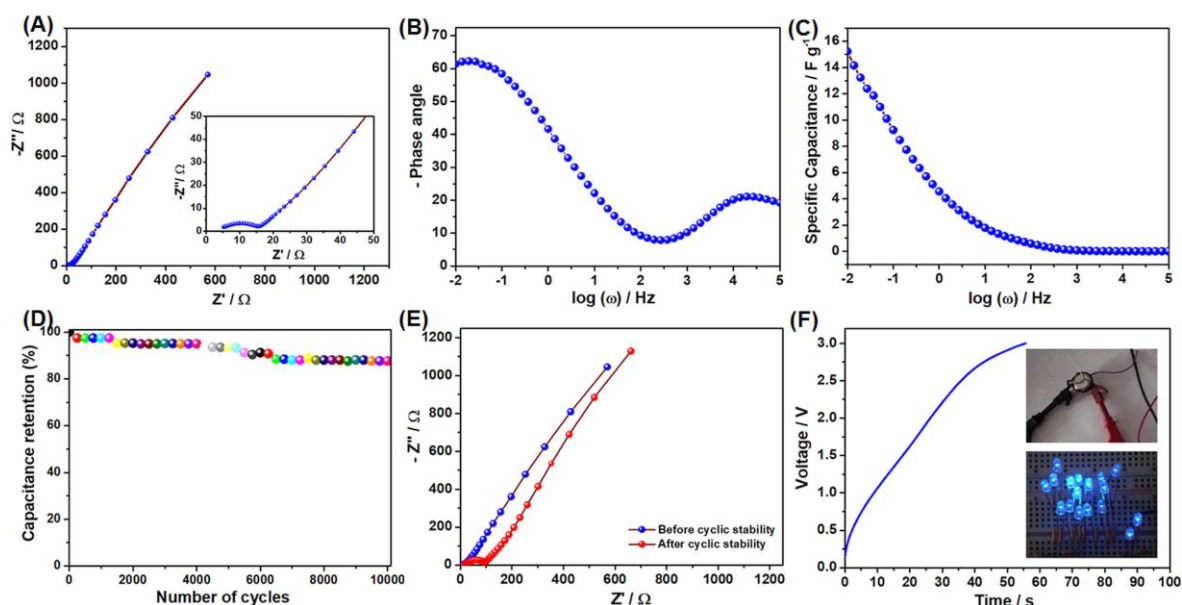 (A)
1200
1000
800
600
400
200
0
-Z''/ Ω
0 200 400 600 800 1000 1200
Z' / Ω
50
40
30
20
10
0
-Z''/ Ω
0 10 20 30 40 50
Z' / Ω
(B)
70
60
50
40
30
20
10
0
- Phase angle
-2 -1 0 1 2 3 4 5
log (ω) / Hz
(C)
16
14
12
10
8
6
4
2
0
Specific Capacitance / F g-1
-2 -1 0 1 2 3 4 5
log (ω) / Hz
(D)
100
80
60
40
20
0
Capacitance retention (%)
0 2000 4000 6000 8000 10000
Number of cycles
(E)
1200
1000
800
600
400
200
0
- Z'' / Ω
0 200 400 600 800 1000 1200
Z' / Ω
Before cyclic stability
After cyclic stability
(F)
3.0
2.5
2.0
1.5
1.0
0.5
0.0
Voltage / V
0 10 20 30 40 50 60 70 80 90 100
Time / s